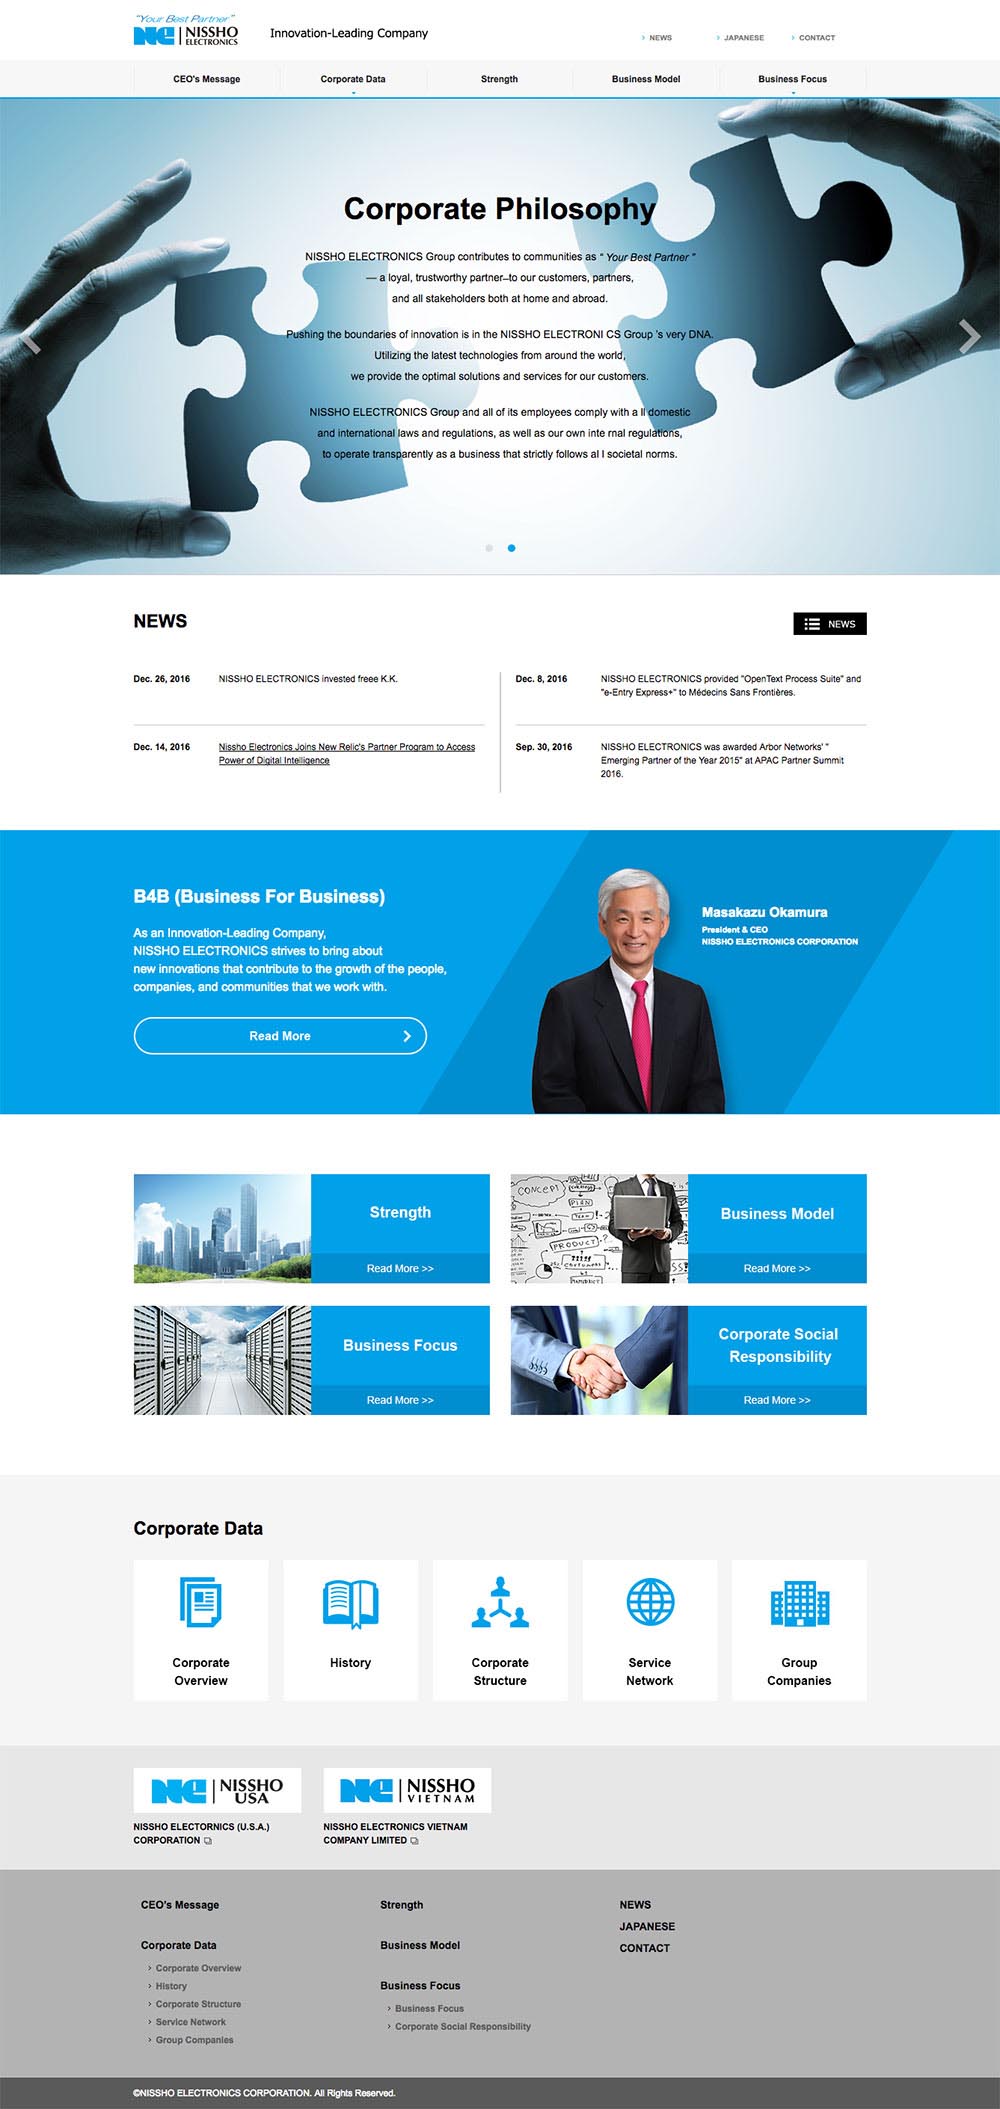 "Your Best Partner"
NISSHO
ELECTRONICS
Innovation-Leading Company
NEWS
JAPANESE
CONTACT
CEO's Message
Corporate Data
Strength
Business Model
Business Focus
Corporate Philosophy
NISSHO ELECTRONICS Group contributes to communities as " Your Best Partner "
— a loyal, trustworthy partner–to our customers, partners,
and all stakeholders both at home and abroad.
Pushing the boundaries of innovation is in the NISSHO ELECTRONI CS Group 's very DNA.
Utilizing the latest technologies from around the world,
we provide the optimal solutions and services for our customers.
NISSHO ELECTRONICS Group and all of its employees comply with a ll domestic
and international laws and regulations, as well as our own inte rnal regulations,
to operate transparently as a business that strictly follows al l societal norms.
NEWS
NEWS
Dec. 26, 2016
NISSHO ELECTRONICS invested freee K.K.
Dec. 14, 2016
Nissho Electronics Joins New Relic's Partner Program to Access
Power of Digital Intelligence
Dec. 8, 2016
NISSHO ELECTRONICS provided "OpenText Process Suite" and
"e-Entry Express+" to Médecins Sans Frontières.
Sep. 30, 2016
NISSHO ELECTRONICS was awarded Arbor Networks' "
Emerging Partner of the Year 2015" at APAC Partner Summit
2016.
B4B (Business For Business)
As an Innovation-Leading Company,
NISSHO ELECTRONICS strives to bring about
new innovations that contribute to the growth of the people,
companies, and communities that we work with.
Read More
Masakazu Okamura
President & CEO
NISSHO ELECTRONICS CORPORATION
Strength
Read More >>
CONCEPT
PLAN
PRODUCT
CUSTOMERS
Business Model
Read More >>
Business Focus
Read More >>
Corporate Social
Responsibility
Read More >>
Corporate Data
Corporate
Overview
History
Corporate
Structure
Service
Network
Group
Companies
NISSHO
USA
NISSHO ELECTORNICS (U.S.A.)
CORPORATION
NISSHO
VIETNAM
NISSHO ELECTRONICS VIETNAM
COMPANY LIMITED
CEO's Message
Corporate Data
Corporate Overview
History
Corporate Structure
Service Network
Group Companies
Strength
Business Model
Business Focus
Business Focus
Corporate Social Responsibility
NEWS
JAPANESE
CONTACT
©NISSHO ELECTRONICS CORPORATION. All Rights Reserved.